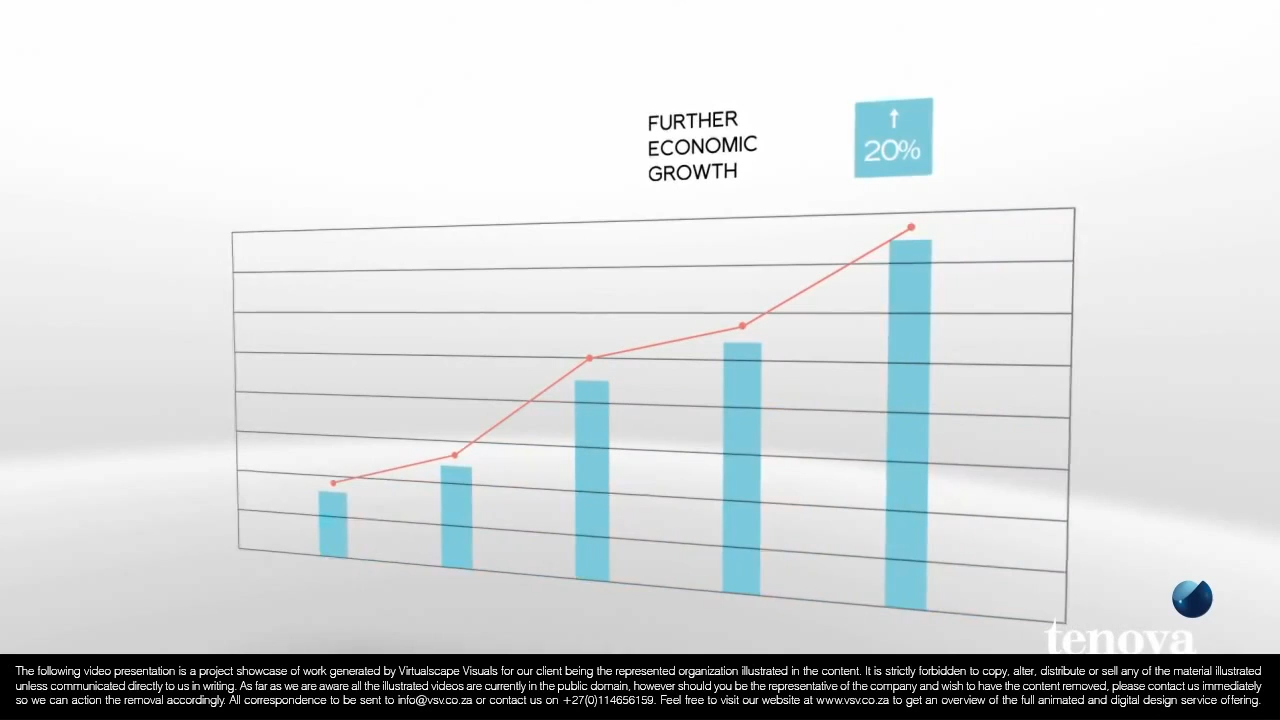 FURTHER
ECONOMIC
GROWTH
↑
20%
tenova
The following video presentation is a project showcase of work generated by Virtualscape Visuals for our client being the represented organization illustrated in the content. It is strictly forbidden to copy, alter, distribute or sell any of the material illustrated
unless communicated directly to us in writing. As far as we are aware all the illustrated videos are currently in the public domain, however should you be the representative of the company and wish to have the content removed, please contact us immediately
so we can action the removal accordingly. All correspondence to be sent to info@vsv.co.za or contact us on +27(0)114656159. Feel free to visit our website at www.vsv.co.za to get an overview of the full animated and digital design service offering.